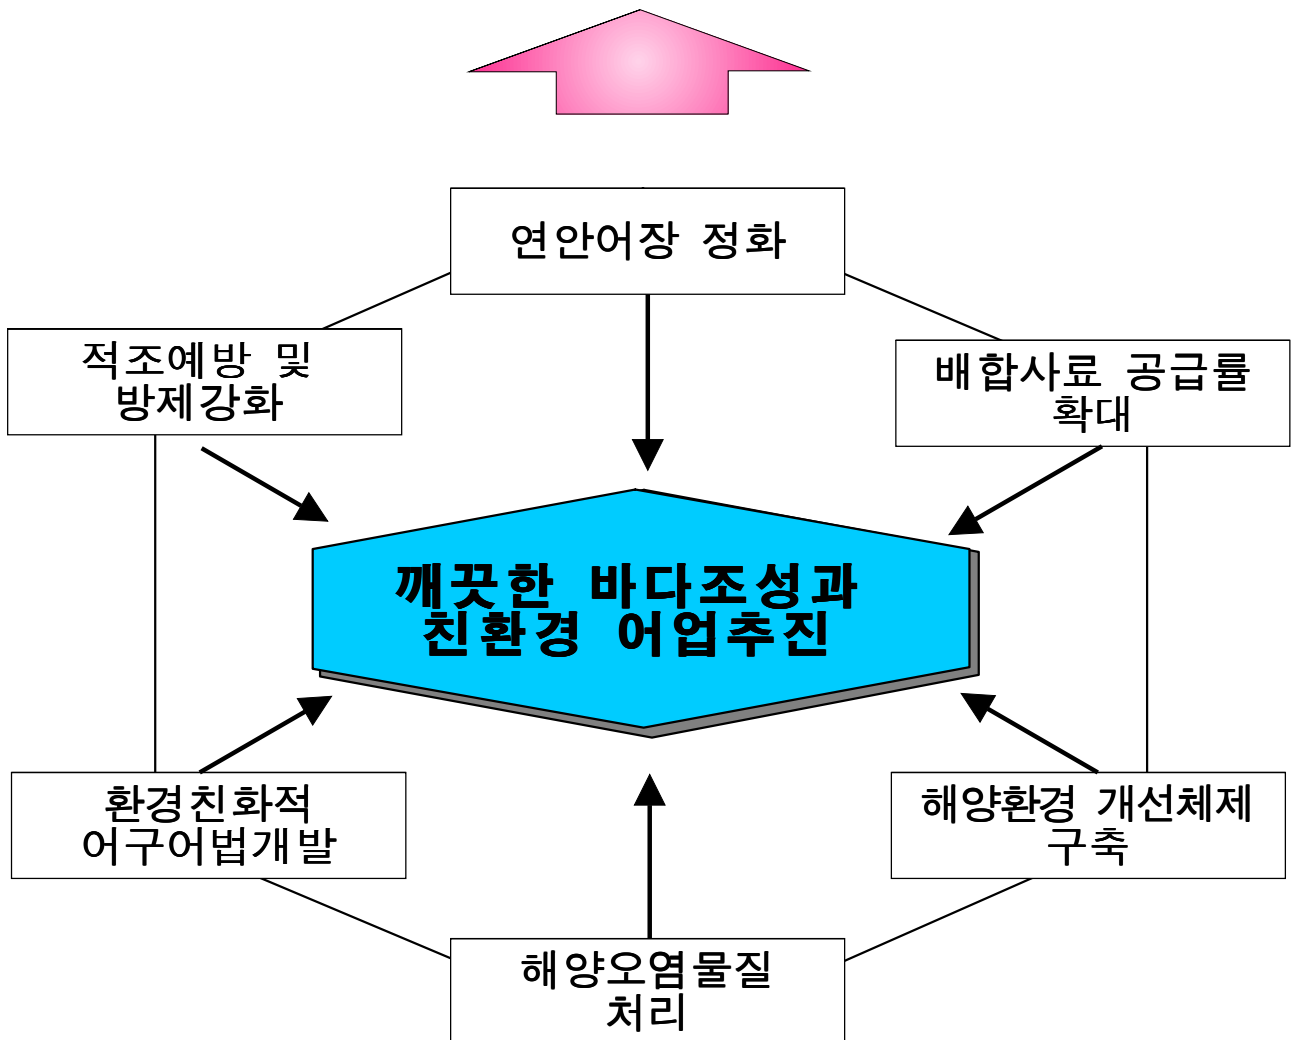 연안어장 정화
적조예방 및
방제강화
배합사료 공급률
확대
깨끗한 바다조성과
친환경 어업추진
환경친화적
어구어법개발
해양환경 개선체제
구축
해양오염물질
처리